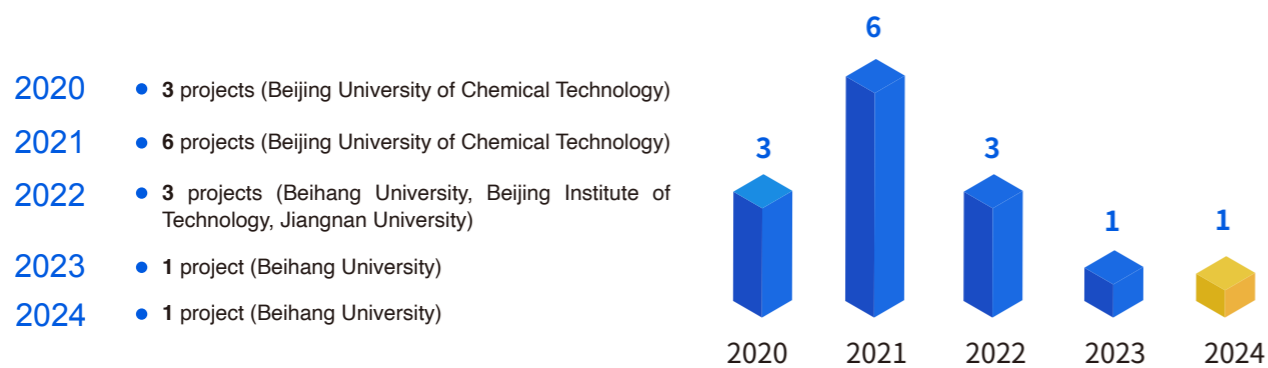 2020
3 projects (Beijing University of Chemical Technology)
2021
6 projects (Beijing University of Chemical Technology)
2022
3 projects (Beihang University, Beijing Institute of
Technology, Jiangnan University)
2023
1 project (Beihang University)
2024
1 project (Beihang University)
3
6
3
1
1
2020
2021
2022
2023
2024